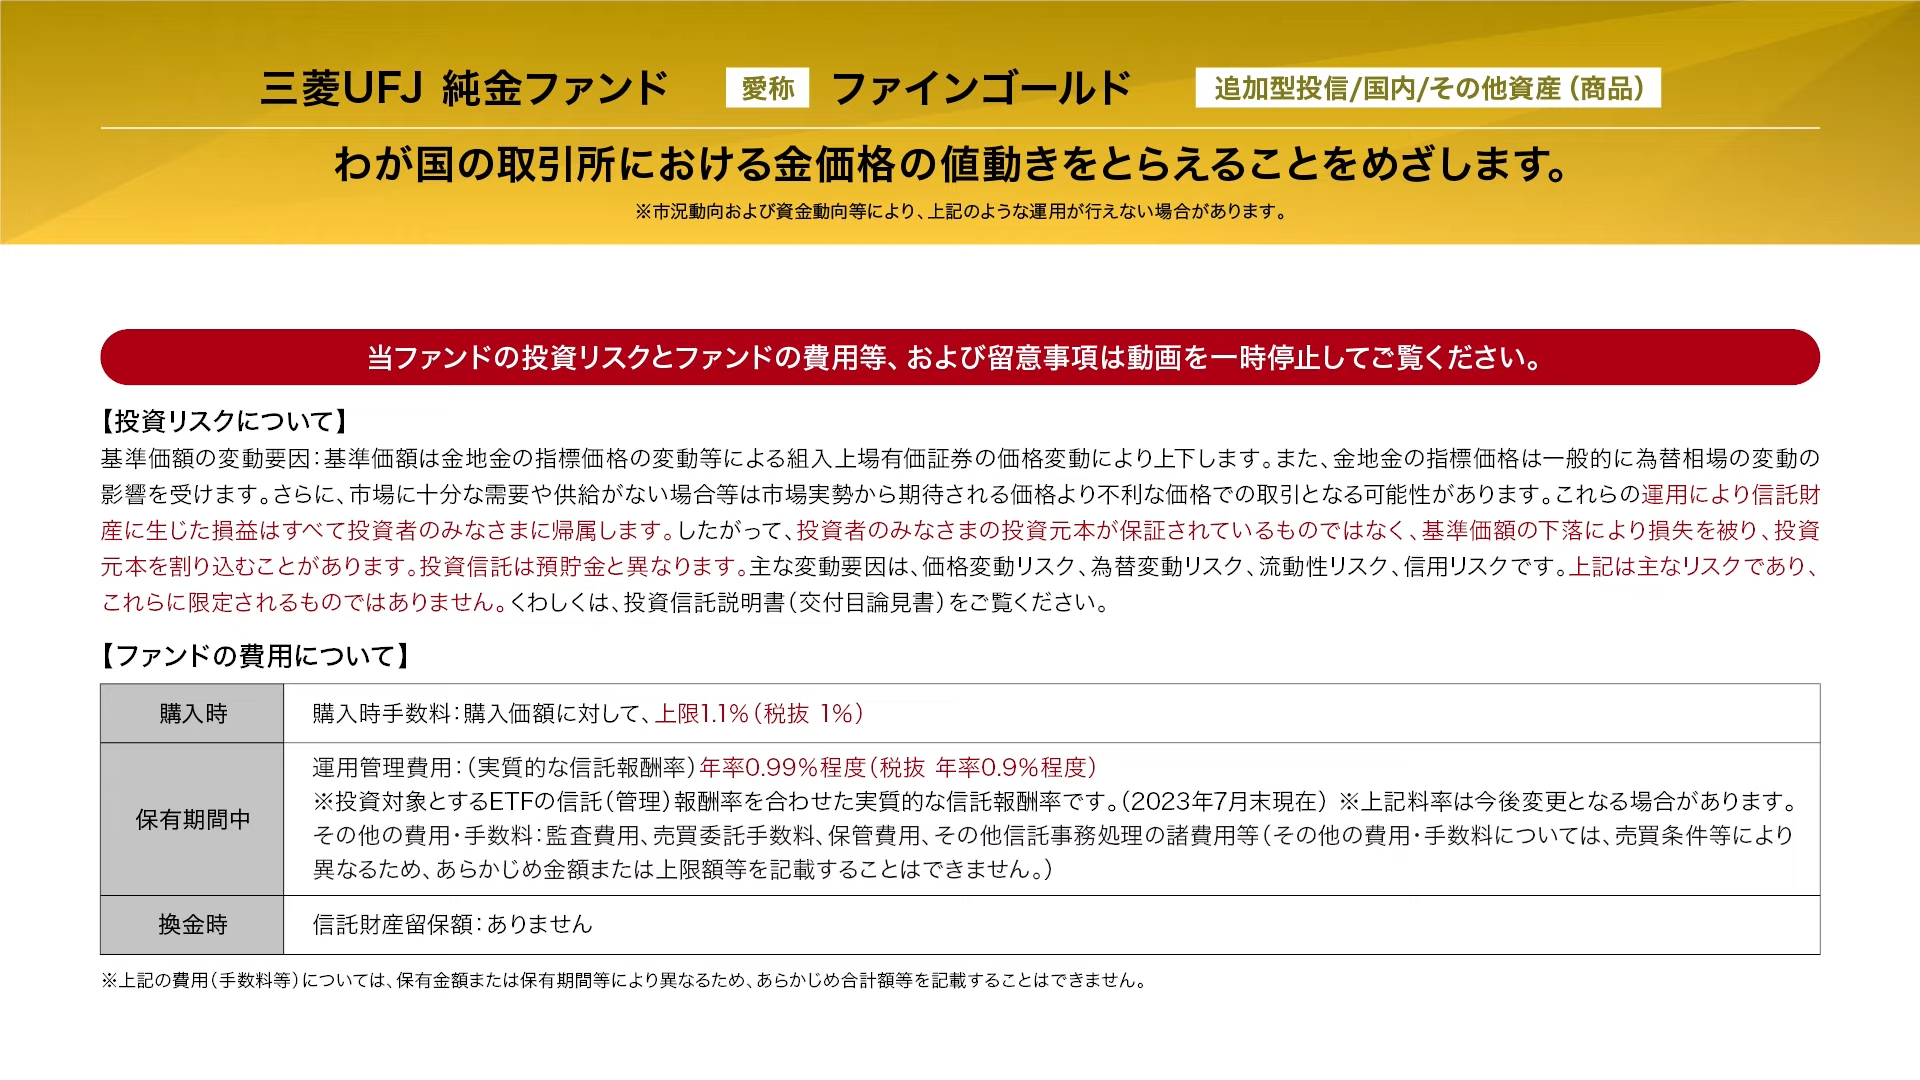 三菱UFJ 純金ファンド 愛称 ファインゴールド 追加型投信/国内/その他資産（商品）
わが国の取引所における金価格の値動きをとらえることをめざします。
※市況動向および資金動向等により、上記のような運用が行えない場合があります。
当ファンドの投資リスクとファンドの費用等、および留意事項は動画を一時停止してご覧ください。
【投資リスクについて】
基準価額の変動要因：基準価額は金地金の指標価格の変動等による組入上場有価証券の価格変動により上下します。また、金地金の指標価格は一般的に為替相場の変動の
影響を受けます。さらに、市場に十分な需要や供給がない場合等は市場実勢から期待される価格より不利な価格での取引となる可能性があります。これらの運用により信託財
産に生じた損益はすべて投資者のみなさまに帰属します。したがって、投資者のみなさまの投資元本が保証されているものではなく、基準価額の下落により損失を被り、投資
元本を割り込むことがあります。投資信託は預貯金と異なります。主な変動要因は、価格変動リスク、為替変動リスク、流動性リスク、信用リスクです。上記は主なリスクであり、
これらに限定されるものではありません。くわしくは、投資信託説明書（交付目論見書）をご覧ください。
【ファンドの費用について】
購入時 購入時手数料：購入価額に対して、上限1.1％（税抜 1％）
保有期間中 運用管理費用：（実質的な信託報酬率）年率0.99％程度（税抜 年率0.9％程度）
※投資対象とするETFの信託（管理）報酬率を合わせた実質的な信託報酬率です。（2023年7月末現在） ※上記料率は今後変更となる場合があります。
その他の費用・手数料：監査費用、売買委託手数料、保管費用、その他信託事務処理の諸費用等（その他の費用・手数料については、売買条件等により
異なるため、あらかじめ金額または上限額等を記載することはできません。）
換金時 信託財産留保額：ありません
※上記の費用（手数料等）については、保有金額または保有期間等により異なるため、あらかじめ合計額等を記載することはできません。